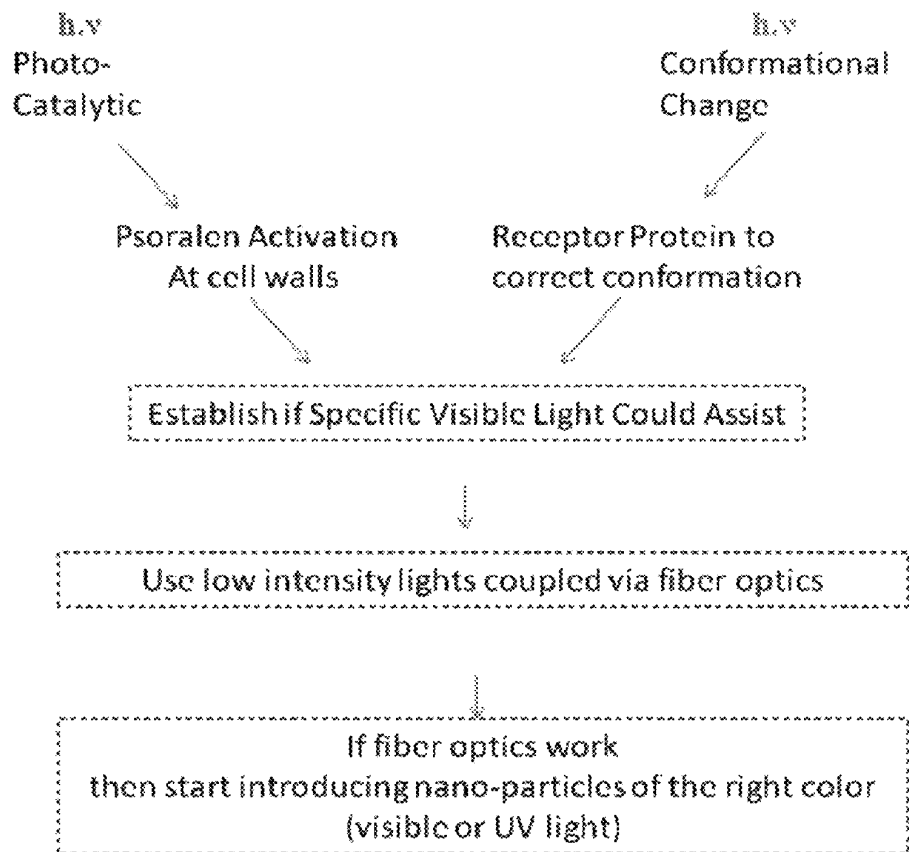 h.v
Photo-
Catalytic
h.v
Conformational
Change
Psoralen Activation
At cell walls
Receptor Protein to
correct conformation
Establish if Specific Visible Light Could Assist
Use low intensity lights coupled via fiber optics
If fiber optics work
then start introducing nano-particles of the right color
(visible or UV light)